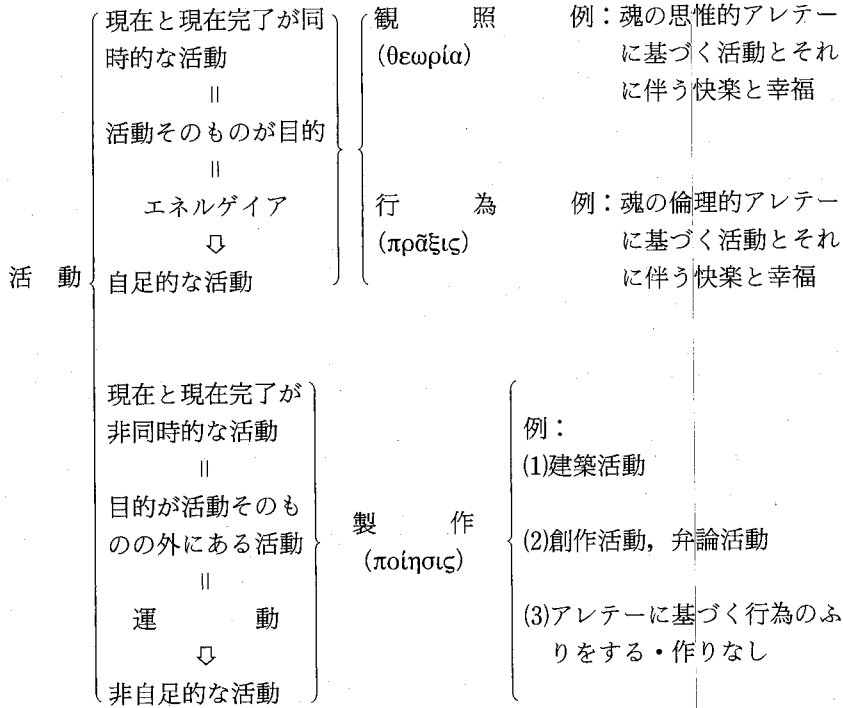 現在と現在完了が同
時的な活動
||
活動そのものが目的
||
エネルゲイア
⇩
自足的な活動
観照
(θεωρία)
例：魂の思惟的アレテー
に基づく活動とそれ
に伴う快楽と幸福
行為
(πρᾶξις)
例：魂の倫理的アレテー
に基づく活動とそれ
に伴う快楽と幸福
活動
現在と現在完了が
非同時的な活動
||
目的が活動そのも
のの外にある活動
||
運動
⇩
非自足的な活動
製作
(ποίησις)
例：
(1)建築活動
(2)創作活動，弁論活動
(3)アレテーに基づく行為のふ
りをする・作りなし